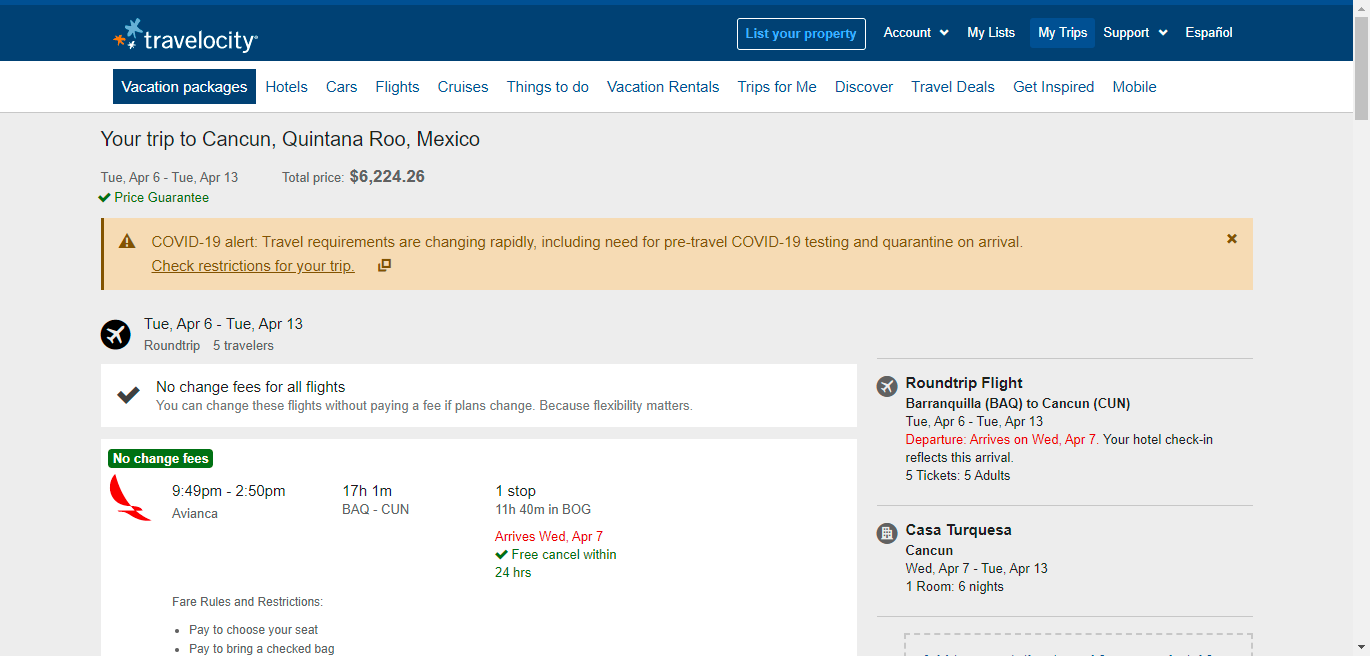 travelocity
List your property
Account
My Lists
My Trips
Support
Español
Vacation packages
Hotels
Cars
Flights
Cruises
Things to do
Vacation Rentals
Trips for Me
Discover
Travel Deals
Get Inspired
Mobile
Your trip to Cancun, Quintana Roo, Mexico
Tue, Apr 6 - Tue, Apr 13
Total price: $6,224.26
Price Guarantee
COVID-19 alert: Travel requirements are changing rapidly, including need for pre-travel COVID-19 testing and quarantine on arrival.
Check restrictions for your trip.
Tue, Apr 6 - Tue, Apr 13
Roundtrip 5 travelers
No change fees for all flights
You can change these flights without paying a fee if plans change. Because flexibility matters.
No change fees
9:49pm - 2:50pm
Avianca
17h 1m
BAQ - CUN
1 stop
11h 40m in BOG
Arrives Wed, Apr 7
Free cancel within
24 hrs
Fare Rules and Restrictions:
Pay to choose your seat
Pay to bring a checked bag
Roundtrip Flight
Barranquilla (BAQ) to Cancun (CUN)
Tue, Apr 6 - Tue, Apr 13
Departure: Arrives on Wed, Apr 7. Your hotel check-in
reflects this arrival.
5 Tickets: 5 Adults
Casa Turquesa
Cancun
Wed, Apr 7 - Tue, Apr 13
1 Room: 6 nights